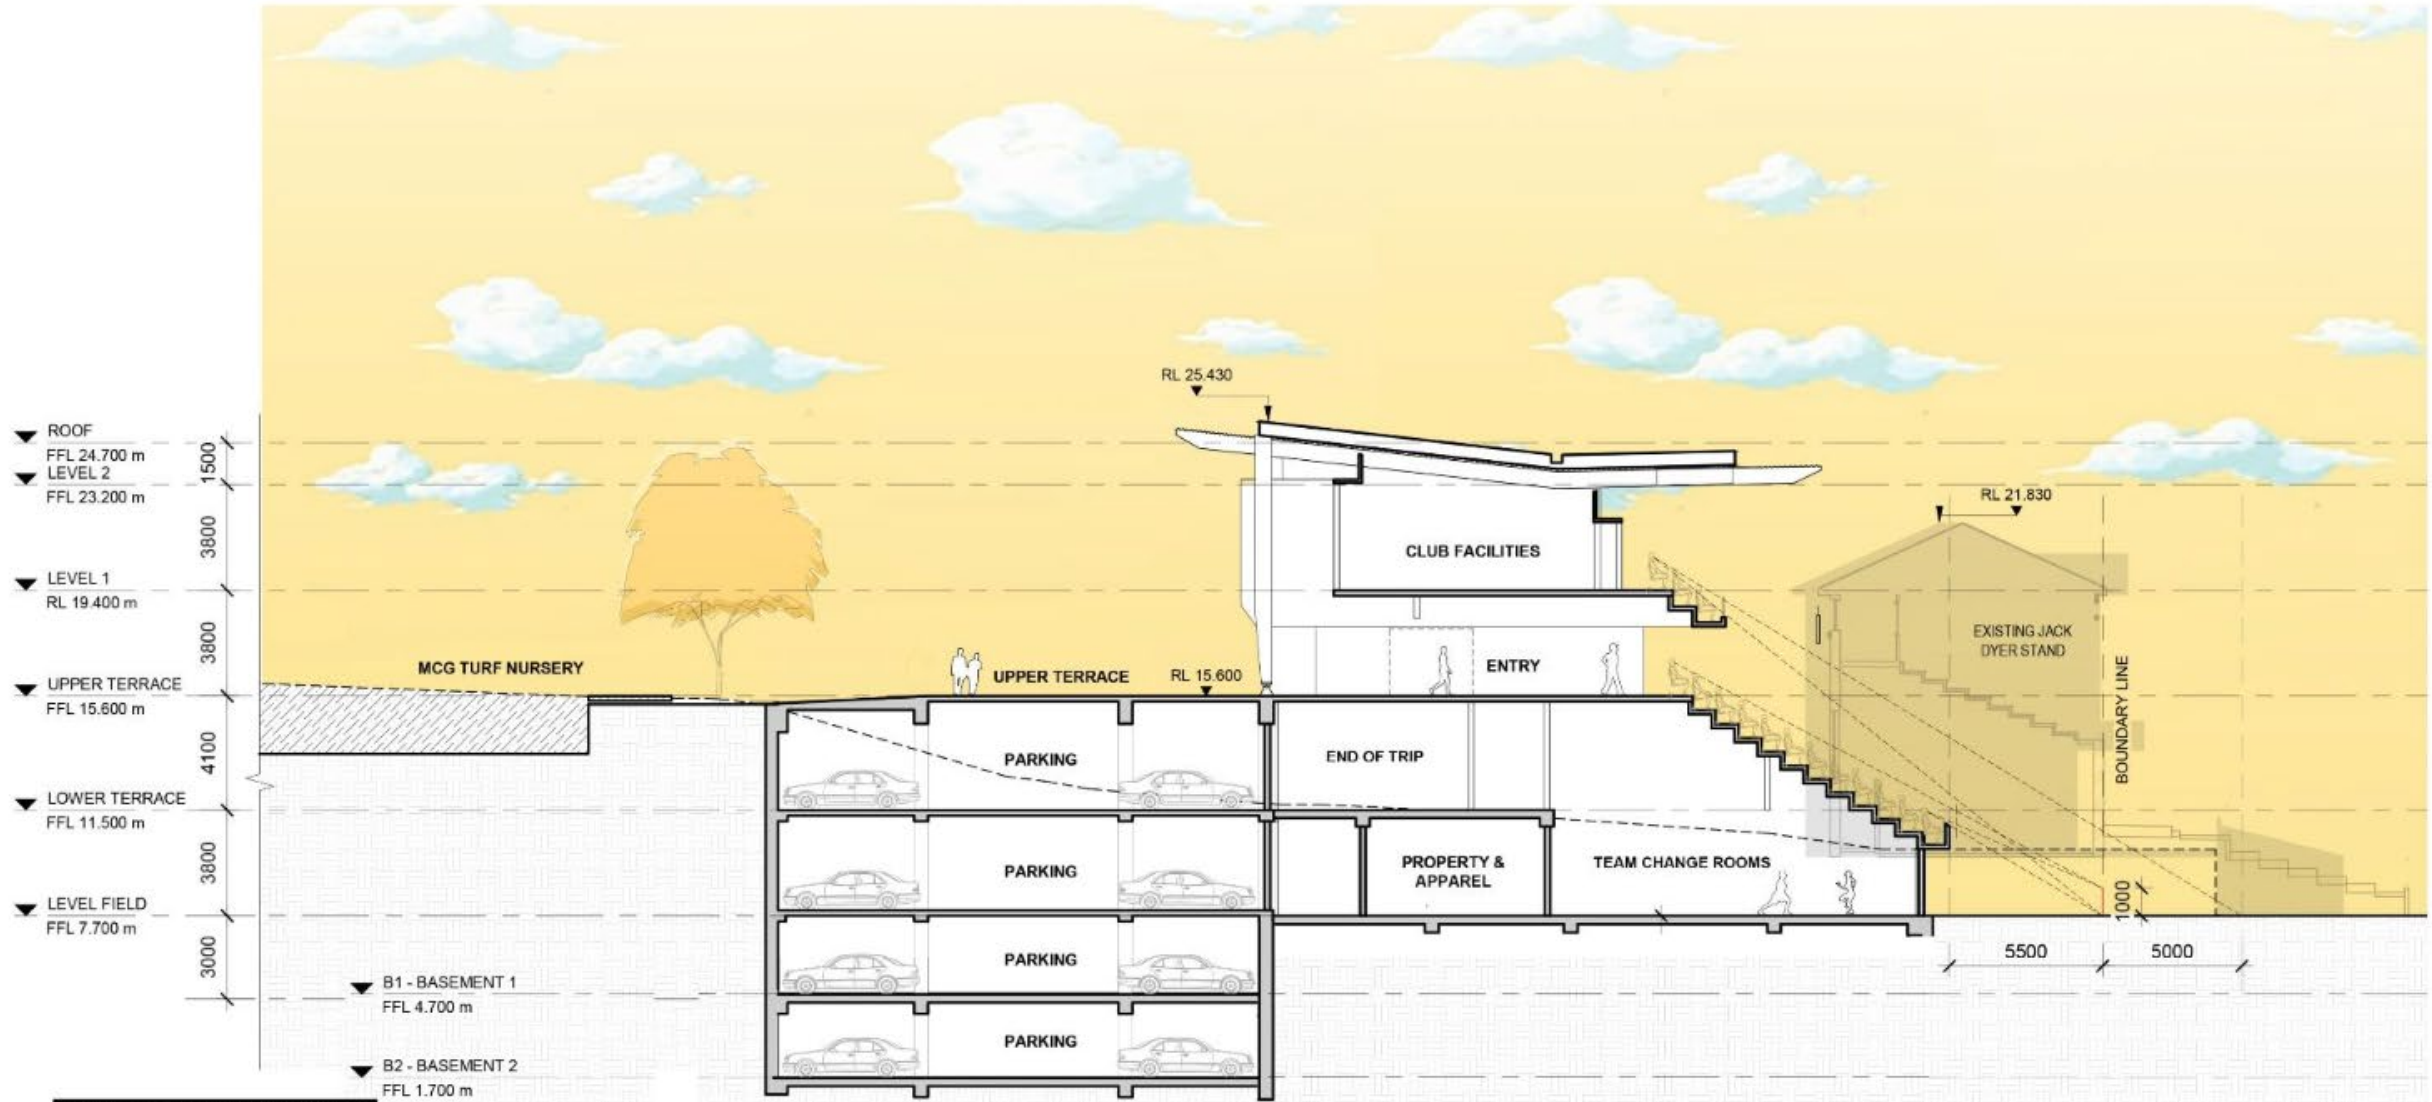 RL 25.430
ROOF
FFL 24.700 m
1500
LEVEL 2
FFL 23.200 m
RL 21.830
3800
CLUB FACILITIES
LEVEL 1
RL 19.400 m
3800
EXISTING JACK
DYER STAND
MCG TURF NURSERY
UPPER TERRACE
RL 15.600
ENTRY
BOUNDARY LINE
UPPER TERRACE
FFL 15.600 m
4100
PARKING
END OF TRIP
LOWER TERRACE
FFL 11.500 m
3800
PARKING
PROPERTY &
APPAREL
TEAM CHANGE ROOMS
1000
LEVEL FIELD
FFL 7.700 m
3000
PARKING
5500
5000
B1 - BASEMENT 1
FFL 4.700 m
PARKING
B2 - BASEMENT 2
FFL 1.700 m